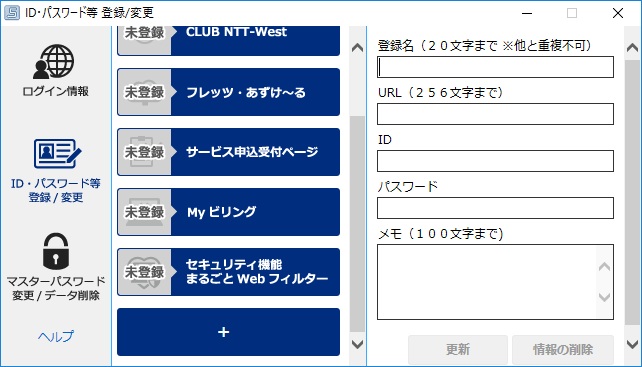 ID・パスワード等 登録/変更
ログイン情報
ID・パスワード等
登録 / 変更
マスターパスワード
変更 / データ削除
ヘルプ
未登録
CLUB NTT-West
未登録
フレッツ・あずけ～る
未登録
サービス申込受付ページ
未登録
My ビリング
未登録
セキュリティ機能
まるごと Web フィルター
+
登録名（２０文字まで ※他と重複不可）
URL（２５６文字まで）
ID
パスワード
メモ（１００文字まで）
更新
情報の削除